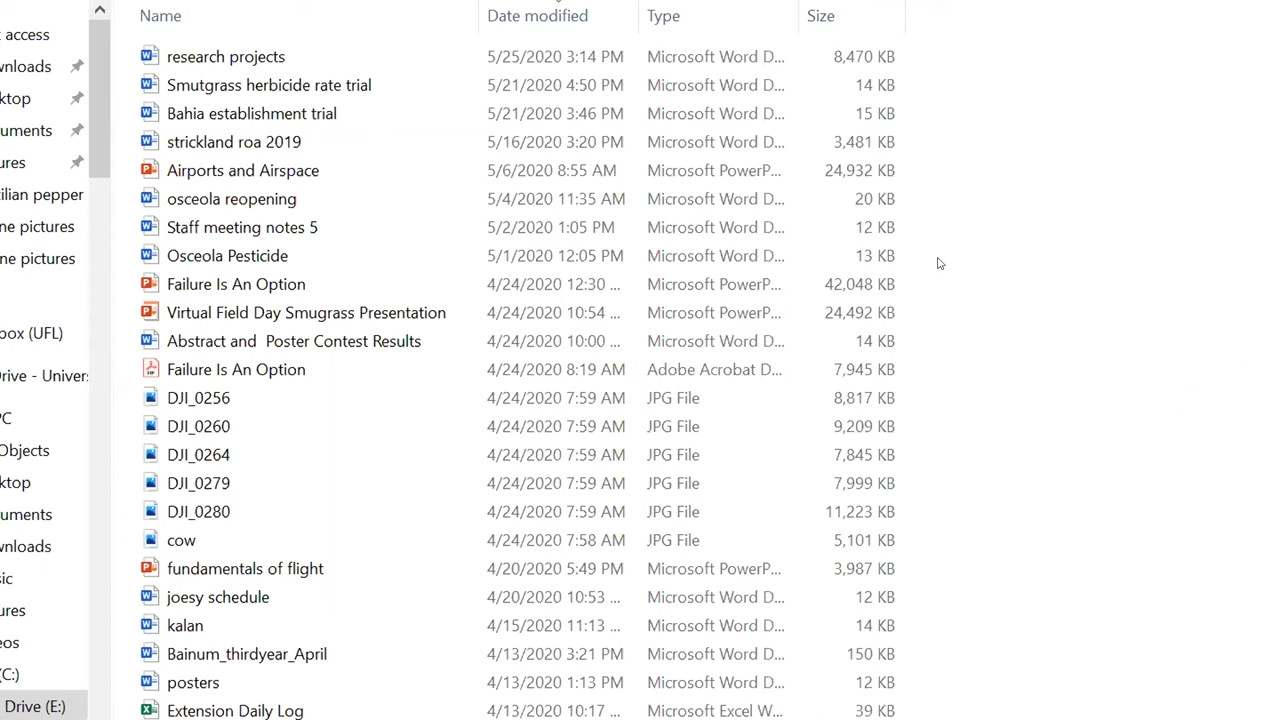 Name Date modified Type Size
k access
wnloads
ktop
uments
ures
zilian pepper
ne pictures
ne pictures
box (UFL)
Drive - Univers
PC
Objects
ktop
uments
wnloads
sic
ures
eos
(C:)
Drive (E:)
research projects 5/25/2020 3:14 PM Microsoft Word D... 8,470 KB
Smutgrass herbicide rate trial 5/21/2020 4:50 PM Microsoft Word D... 14 KB
Bahia establishment trial 5/21/2020 3:46 PM Microsoft Word D... 15 KB
strickland roa 2019 5/16/2020 3:20 PM Microsoft Word D... 3,481 KB
Airports and Airspace 5/6/2020 8:55 AM Microsoft PowerP... 24,932 KB
osceola reopening 5/4/2020 11:35 AM Microsoft Word D... 20 KB
Staff meeting notes 5 5/2/2020 1:05 PM Microsoft Word D... 12 KB
Osceola Pesticide 5/1/2020 12:05 PM Microsoft Word D... 13 KB
Failure Is An Option 4/24/2020 12:30 ... Microsoft PowerP... 42,048 KB
Virtual Field Day Smugrass Presentation 4/24/2020 10:54 ... Microsoft PowerP... 24,492 KB
Abstract and  Poster Contest Results 4/24/2020 10:00 ... Microsoft Word D... 14 KB
Failure Is An Option 4/24/2020 8:19 AM Adobe Acrobat D... 7,945 KB
DJI_0256 4/24/2020 7:59 AM JPG File 8,817 KB
DJI_0260 4/24/2020 7:59 AM JPG File 9,209 KB
DJI_0264 4/24/2020 7:59 AM JPG File 7,845 KB
DJI_0279 4/24/2020 7:59 AM JPG File 7,999 KB
DJI_0280 4/24/2020 7:59 AM JPG File 11,223 KB
cow 4/24/2020 7:58 AM JPG File 5,101 KB
fundamentals of flight 4/20/2020 5:49 PM Microsoft PowerP... 3,987 KB
joesy schedule 4/20/2020 10:53 ... Microsoft Word D... 12 KB
kalan 4/15/2020 11:13 ... Microsoft Word D... 14 KB
Bainum_thirdyear_April 4/13/2020 3:21 PM Microsoft Word D... 150 KB
posters 4/13/2020 1:13 PM Microsoft Word D... 12 KB
Extension Daily Log 4/13/2020 10:17 ... Microsoft Excel W... 39 KB